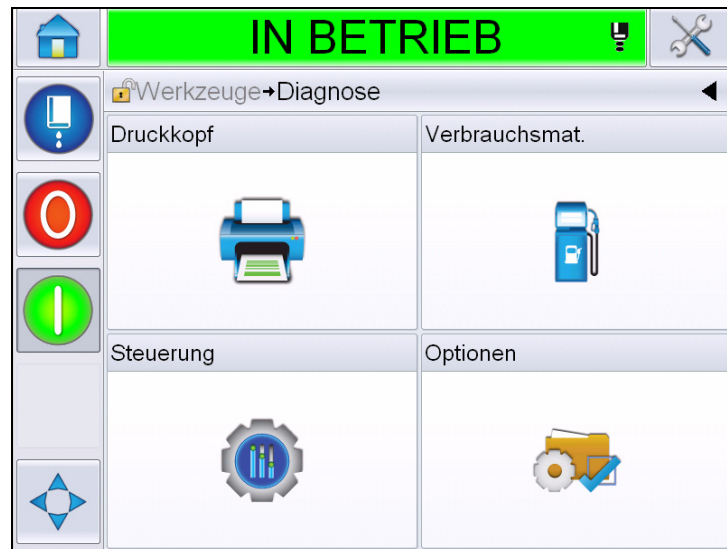 IN BETRIEB
Werkzeuge→Diagnose
Druckkopf
Verbrauchsmat.
Steuerung
Optionen